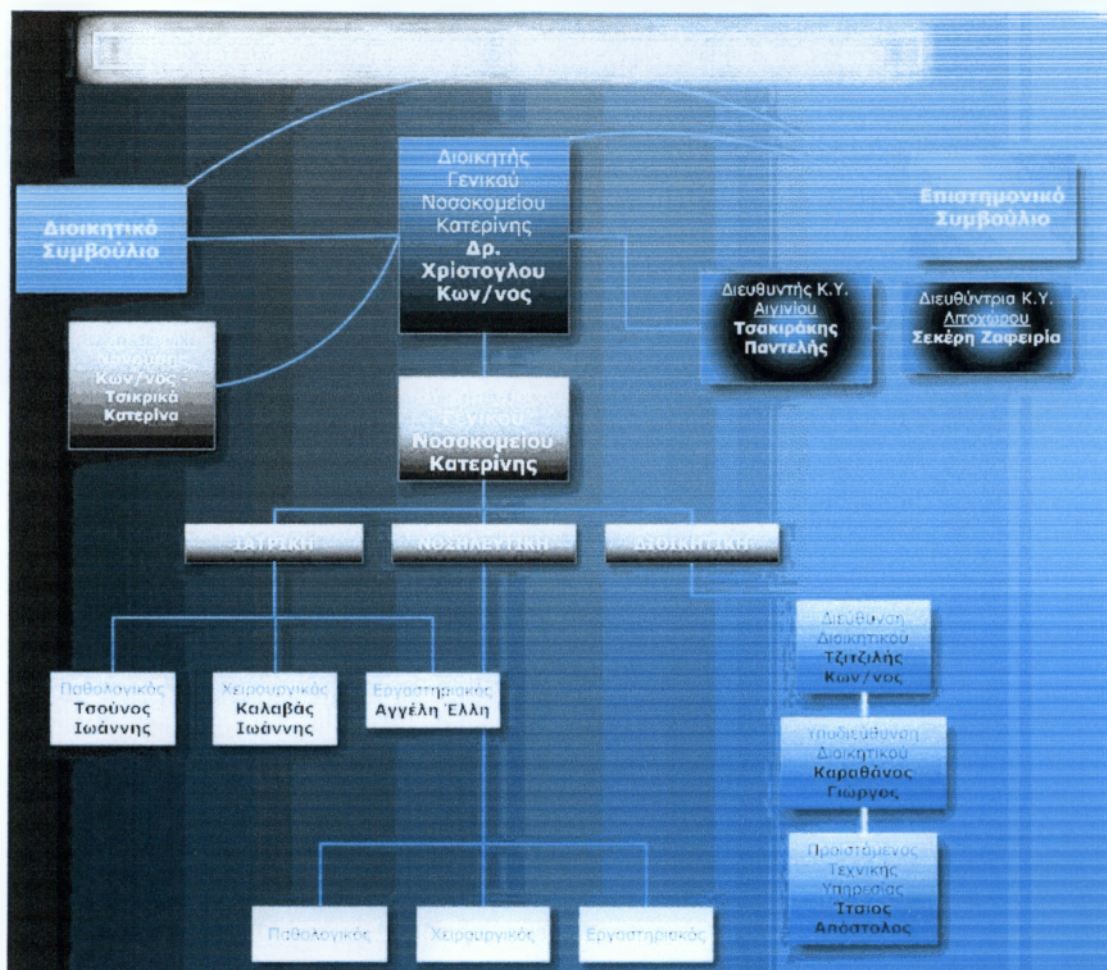 Διοικητής
Γενικού
Νοσοκομείου
Κατερίνης
Δρ.
Χρίστογλου
Κων/νος
Διοικητικό
Συμβούλιο
Επιστημονικό
Συμβούλιο
Διευθυντής Κ.Υ.
Αιγινίου
Τσακιράκης
Παντελής
Διευθύντρια Κ.Υ.
Λιτοχώρου
Σεκέρη Ζαφειρία
Κων/νος -
Τσικρικά
Κατερίνα
Γενικού
Νοσοκομείου
Κατερίνης
ΙΑΤΡΙΚΗ
ΝΟΣΗΛΕΥΤΙΚΗ
ΔΙΟΙΚΗΤΙΚΗ
Παθολογικός
Τσούνος
Ιωάννης
Χειρουργικός
Καλαβάς
Ιωάννης
Εργαστηριακός
Αγγέλη Έλλη
Διεύθυνση
Διοικητικού
Τζιτζιλής
Κων/νος
Υποδιεύθυνση
Διοικητικού
Καραθάνος
Γιώργος
Προϊστάμενος
Τεχνικής
Υπηρεσίας
Ίτσιος
Απόστολος
Παθολογικός
Χειρουργικός
Εργαστηριακός